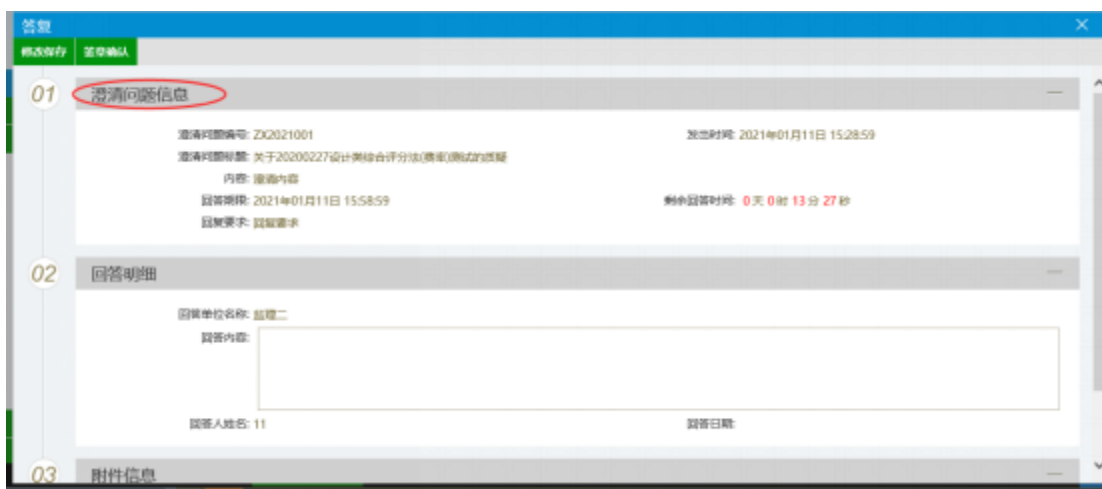 答复
修改保存 签章确认
01 澄清问题信息
澄清问题编号: ZX2021001 发出时间: 2021年01月11日 15:28:59
澄清问题标题: 关于20200227设计类综合评分法(费率)测试的质疑
内容: 澄清内容
回答期限: 2021年01月11日 15:58:59 剩余回答时间: 0 天 0 时 13 分 27 秒
回复要求: 回复要求
02 回答明细
回答单位名称: 监理二
回答内容:
回答人姓名: 11 回答日期:
03 附件信息